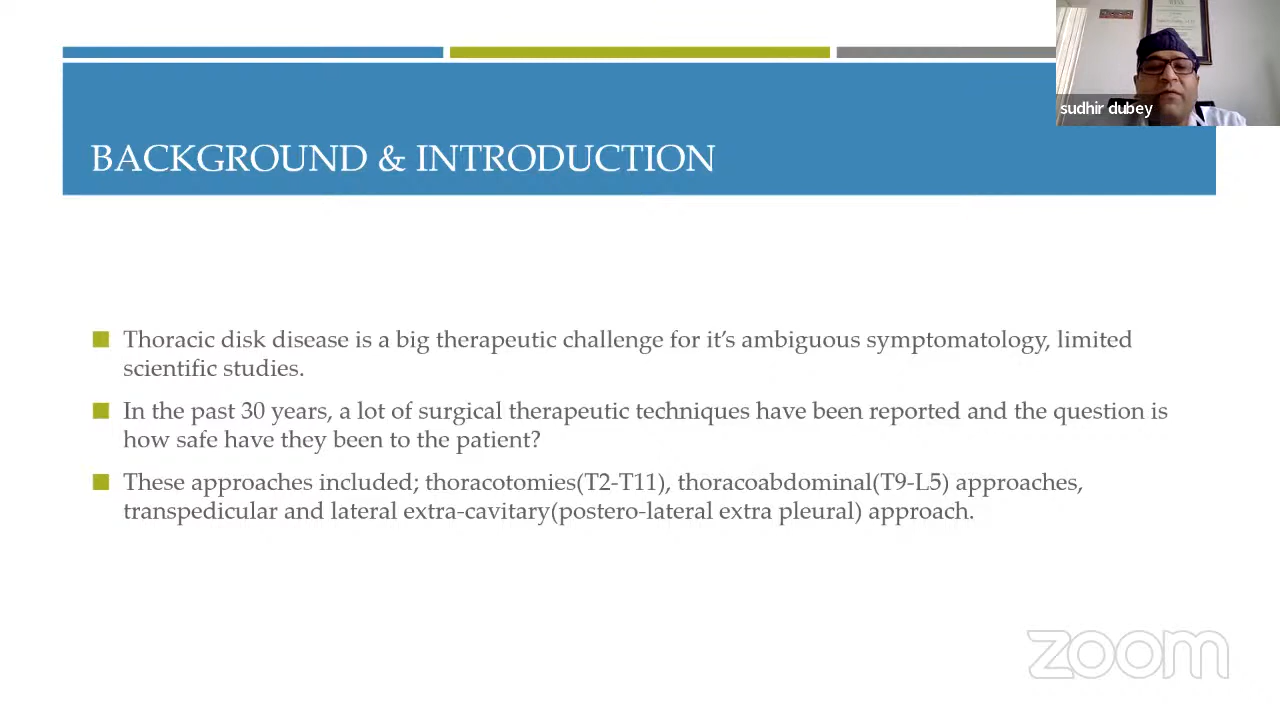 sudhir dubey
BACKGROUND & INTRODUCTION
Thoracic disk disease is a big therapeutic challenge for it's ambiguous symptomatology, limited
scientific studies.
In the past 30 years, a lot of surgical therapeutic techniques have been reported and the question is
how safe have they been to the patient?
These approaches included; thoracotomies(T2-T11), thoracoabdominal(T9-L5) approaches,
transpedicular and lateral extra-cavitary(postero-lateral extra pleural) approach.
zoom